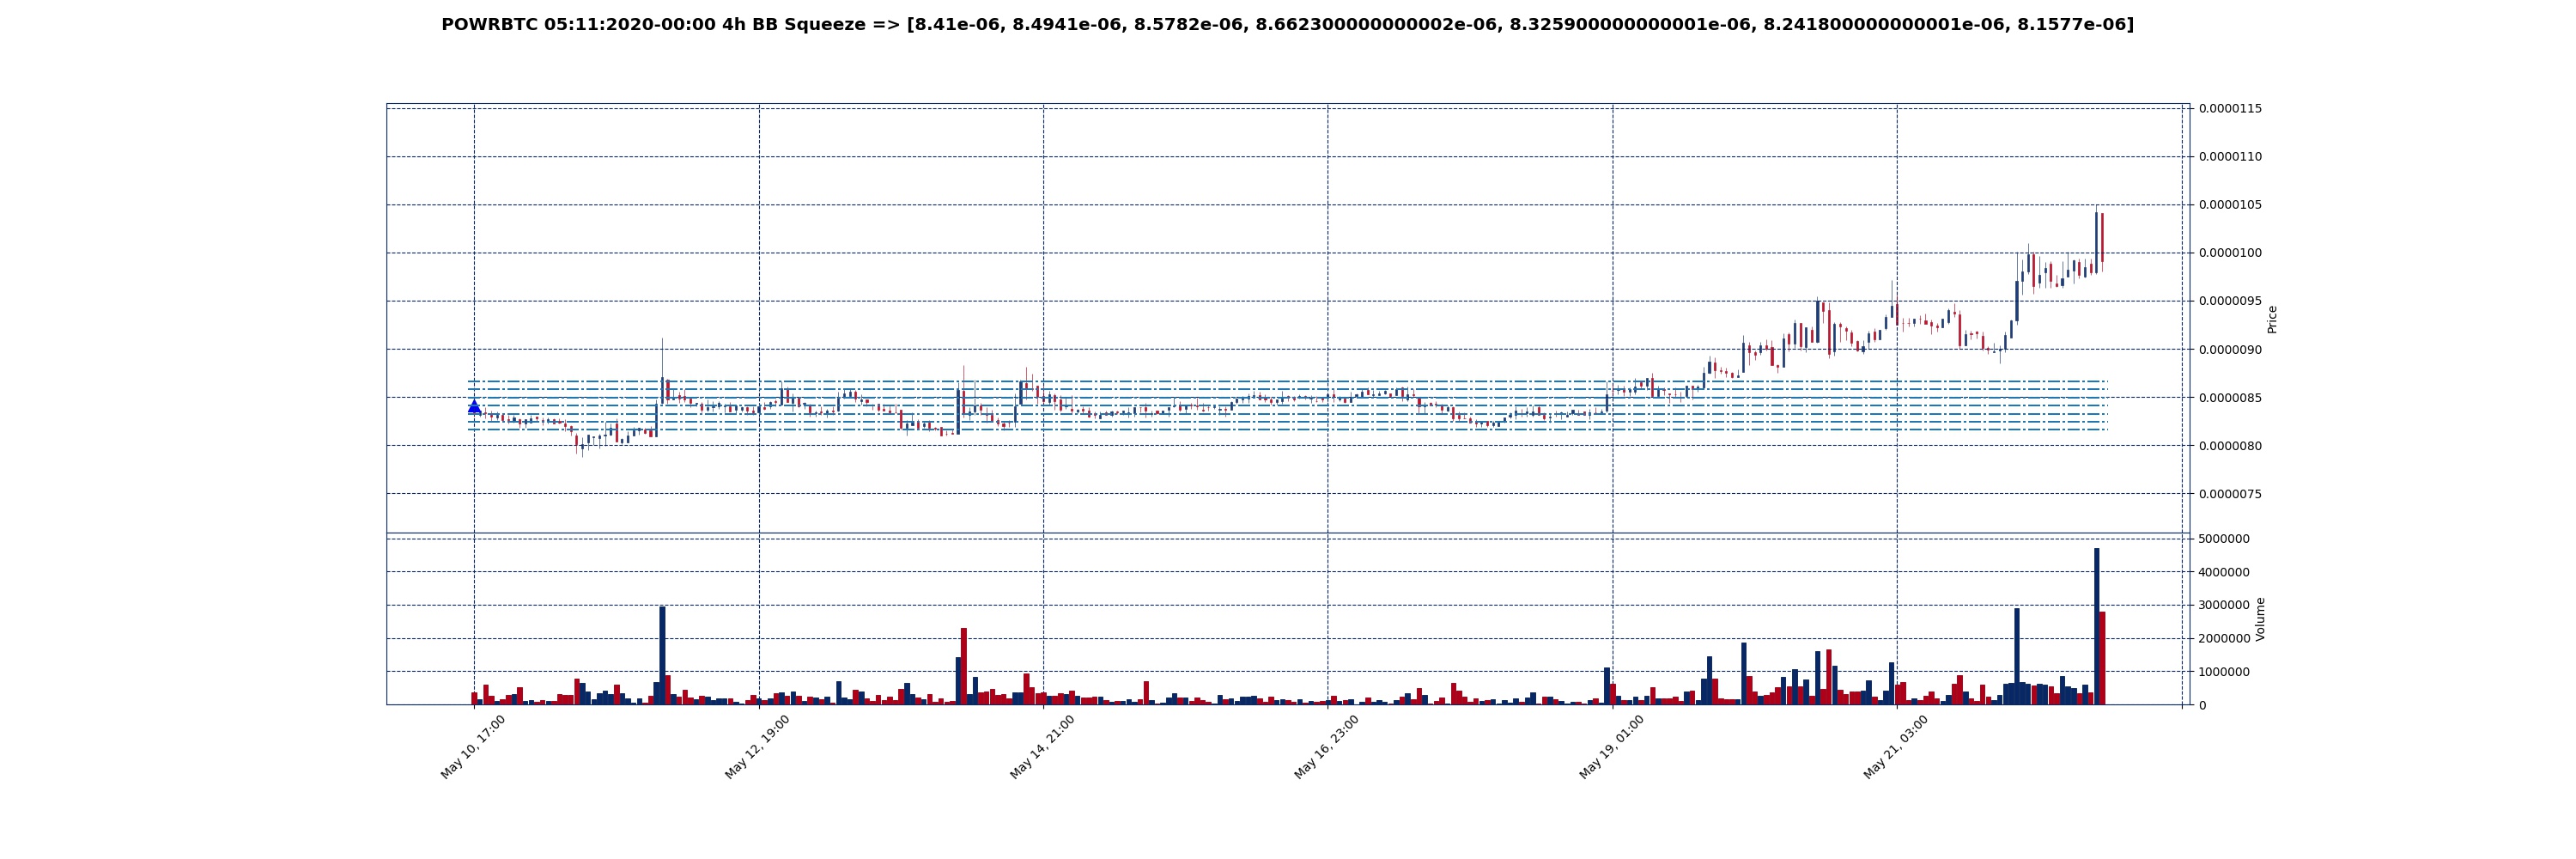 POWRBTC 05:11:2020-00:00 4h BB Squeeze => [8.41e-06, 8.4941e-06, 8.5782e-06, 8.662300000000002e-06, 8.325900000000001e-06, 8.241800000000001e-06, 8.1577e-06]
0.0000115
0.0000110
0.0000105
0.0000100
0.0000095
0.0000090
0.0000085
0.0000080
0.0000075
Price
5000000
4000000
3000000
2000000
1000000
0
Volume
May 10, 17:00
May 12, 19:00
May 14, 21:00
May 16, 23:00
May 19, 01:00
May 21, 03:00